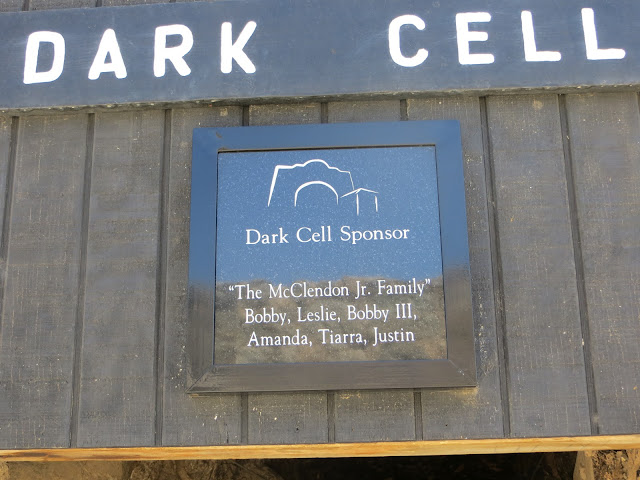 DARK CELL
Dark Cell Sponsor
“The McClendon Jr. Family”
Bobby, Leslie, Bobby III,
Amanda, Tiarra, Justin